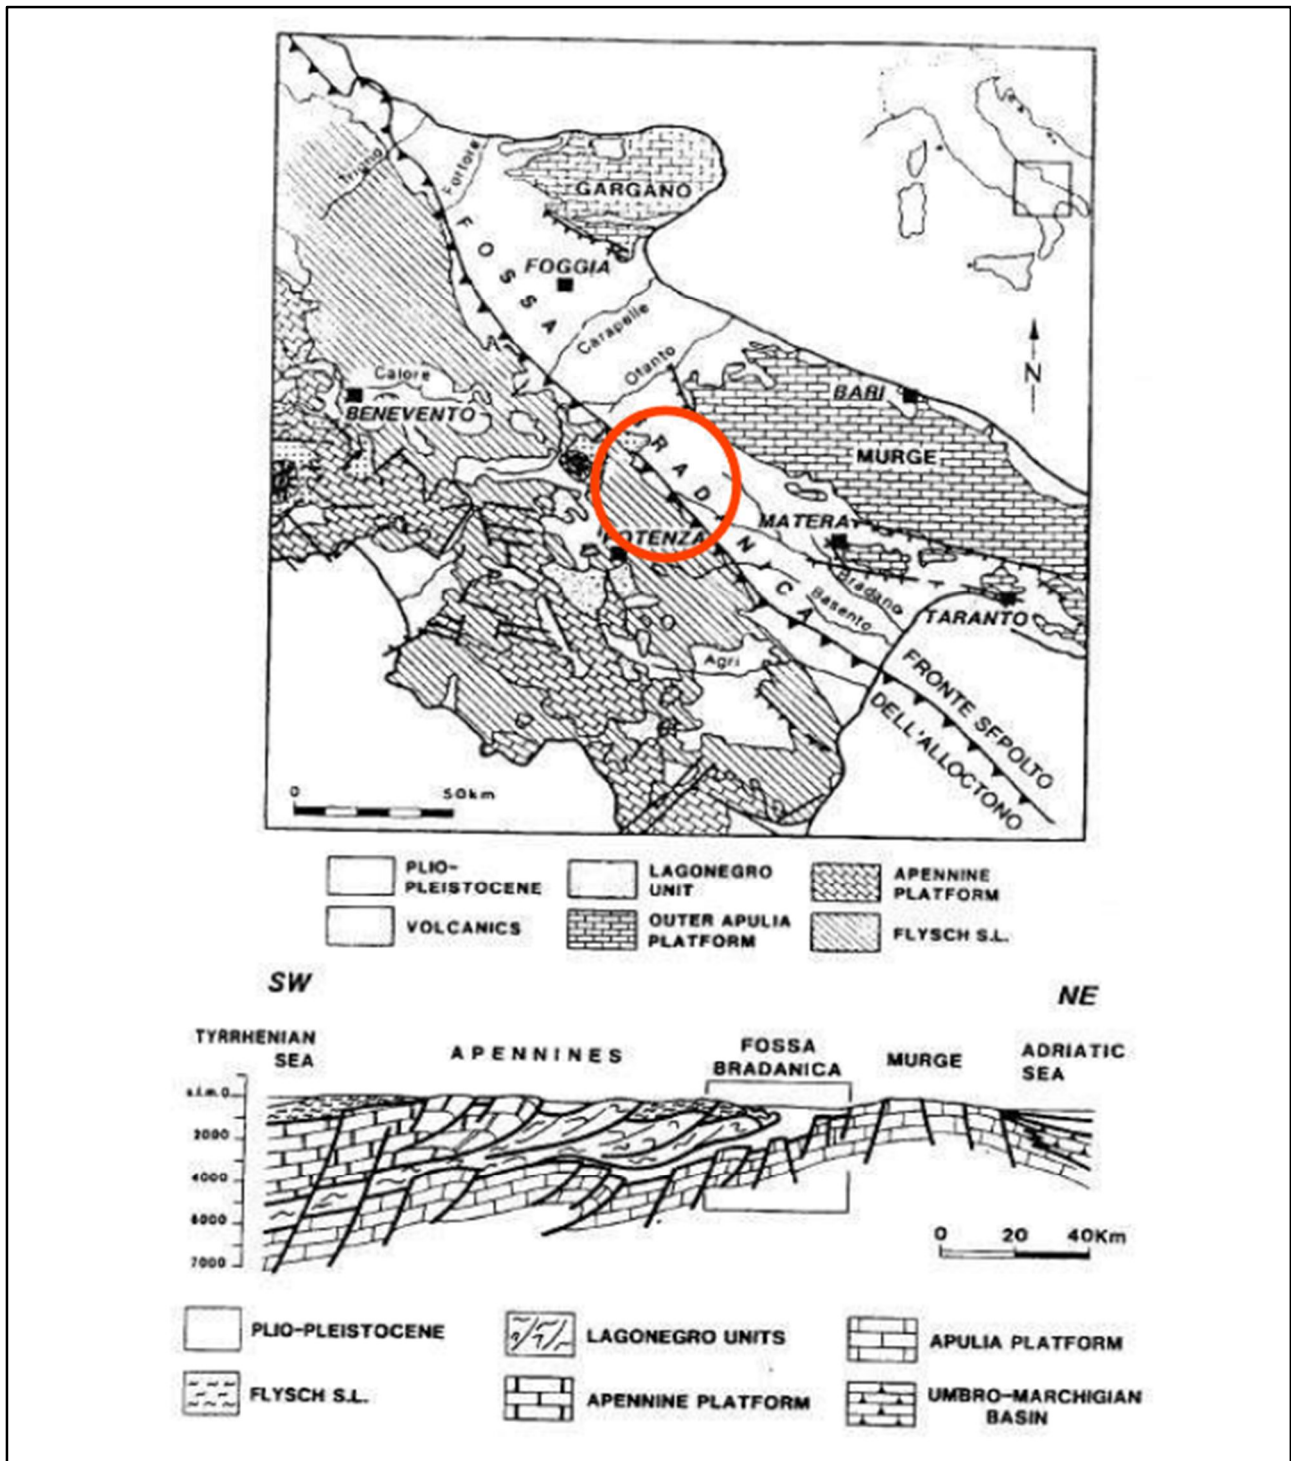 Trigno
Fortore
GARGANO
FOSSA
FOGGIA
Carapelle
Ofanto
N
Calore
BENEVENTO
BARI
RADANICA
MURGE
MATERA
POTENZA
Bradano
Basento
TARANTO
Agri
FRONTE SEPOLTO
DELL'ALLOCTONO
0 50km
PLIO-
PLEISTOCENE
LAGONEGRO
UNIT
APENNINE
PLATFORM
VOLCANICS
OUTER APULIA
PLATFORM
FLYSCH S.L.
SW
NE
TYRRHENIAN
SEA
APENNINES
FOSSA
BRADANICA
MURGE
ADRIATIC
SEA
s.l.m.0
2000
4000
6000
7000
0 20 40Km
PLIO-PLEISTOCENE
LAGONEGRO UNITS
APULIA PLATFORM
FLYSCH S.L.
APENNINE PLATFORM
UMBRO-MARCHIGIAN
BASIN